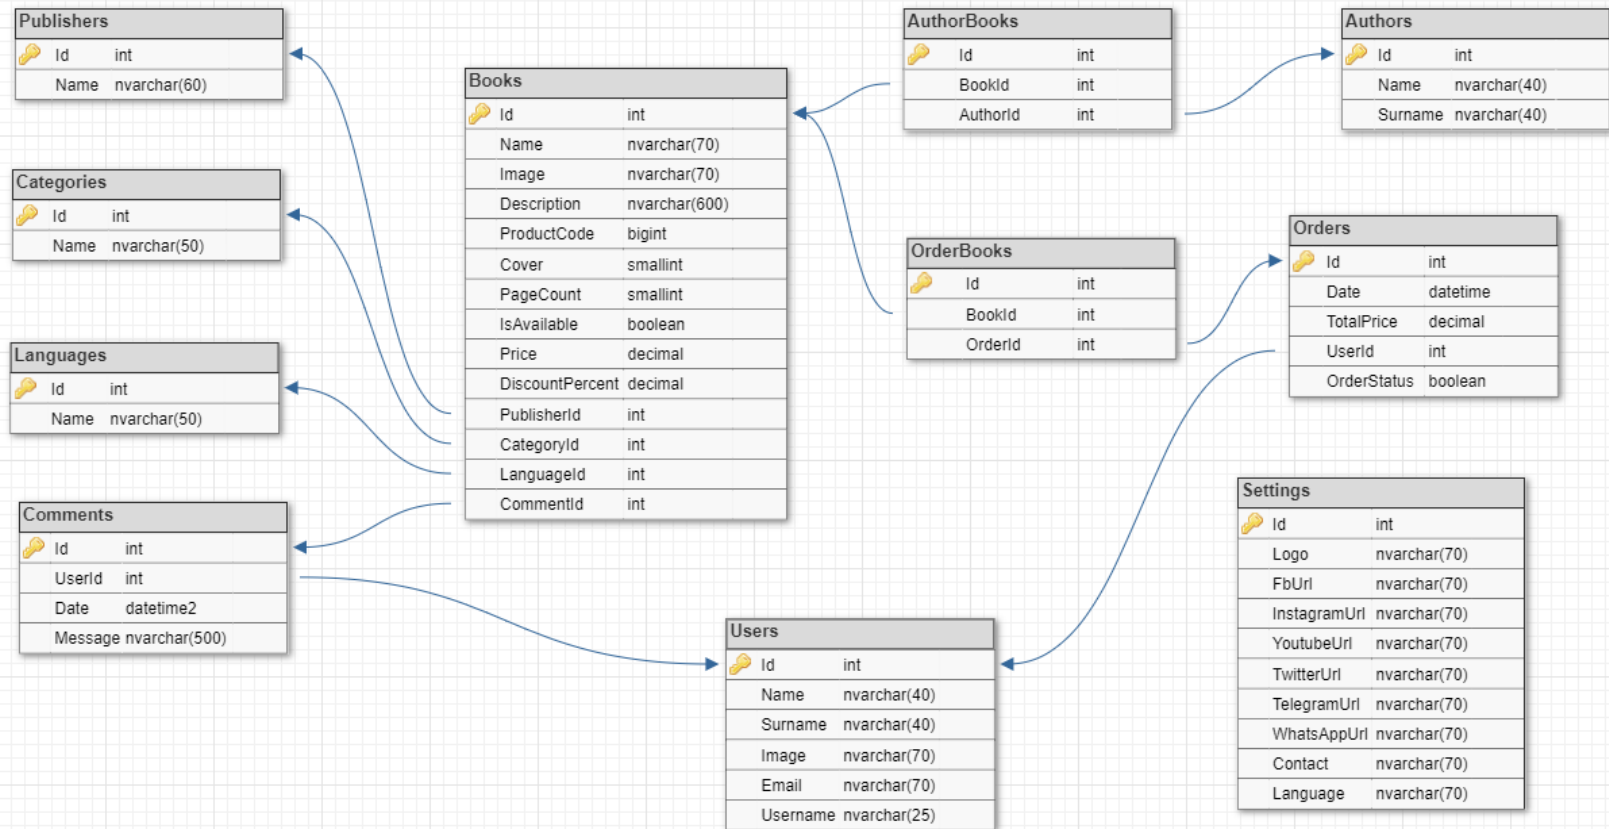 Publishers
Id int
Name nvarchar(60)
Categories
Id int
Name nvarchar(50)
Languages
Id int
Name nvarchar(50)
Comments
Id int
UserId int
Date datetime2
Message nvarchar(500)
Books
Id int
Name nvarchar(70)
Image nvarchar(70)
Description nvarchar(600)
ProductCode bigint
Cover smallint
PageCount smallint
IsAvailable boolean
Price decimal
DiscountPercent decimal
PublisherId int
CategoryId int
LanguageId int
CommentId int
Users
Id int
Name nvarchar(40)
Surname nvarchar(40)
Image nvarchar(70)
Email nvarchar(70)
Username nvarchar(25)
AuthorBooks
Id int
BookId int
AuthorId int
OrderBooks
Id int
BookId int
OrderId int
Authors
Id int
Name nvarchar(40)
Surname nvarchar(40)
Orders
Id int
Date datetime
TotalPrice decimal
UserId int
OrderStatus boolean
Settings
Id int
Logo nvarchar(70)
FbUrl nvarchar(70)
InstagramUrl nvarchar(70)
YoutubeUrl nvarchar(70)
TwitterUrl nvarchar(70)
TelegramUrl nvarchar(70)
WhatsAppUrl nvarchar(70)
Contact nvarchar(70)
Language nvarchar(70)